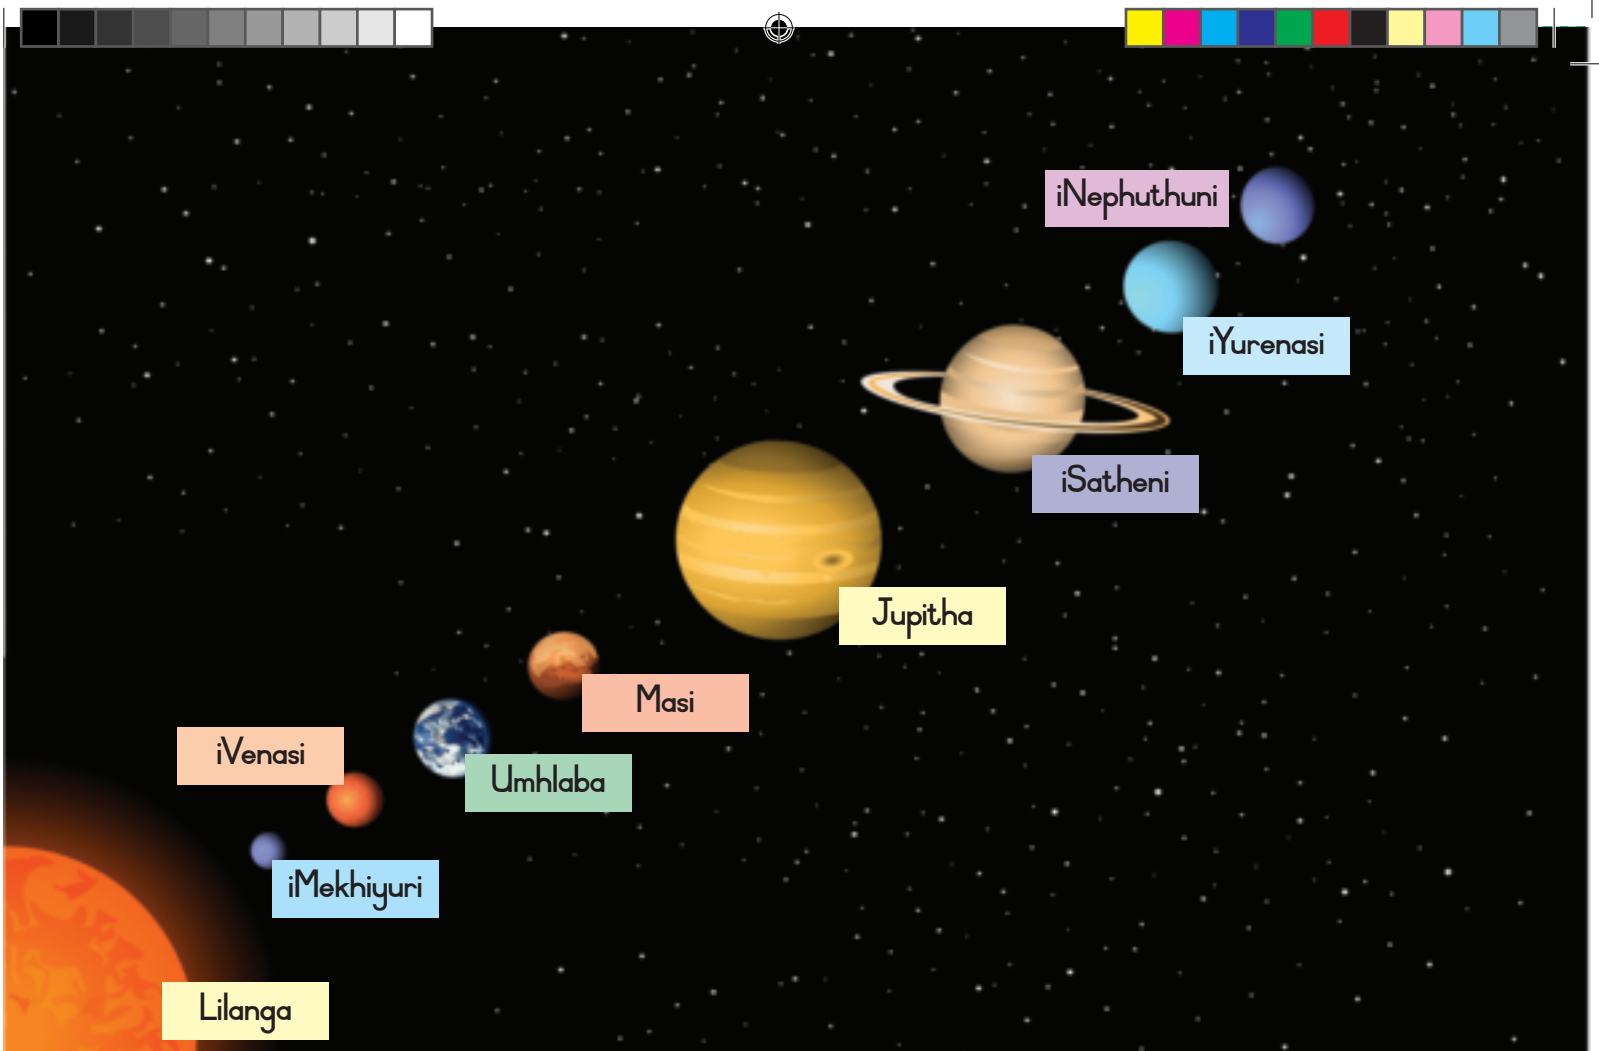 iNephuthuni
iYurenasi
iSatheni
Jupitha
Masi
iVenasi
Umhlaba
iMekhiyuri
Lilanga